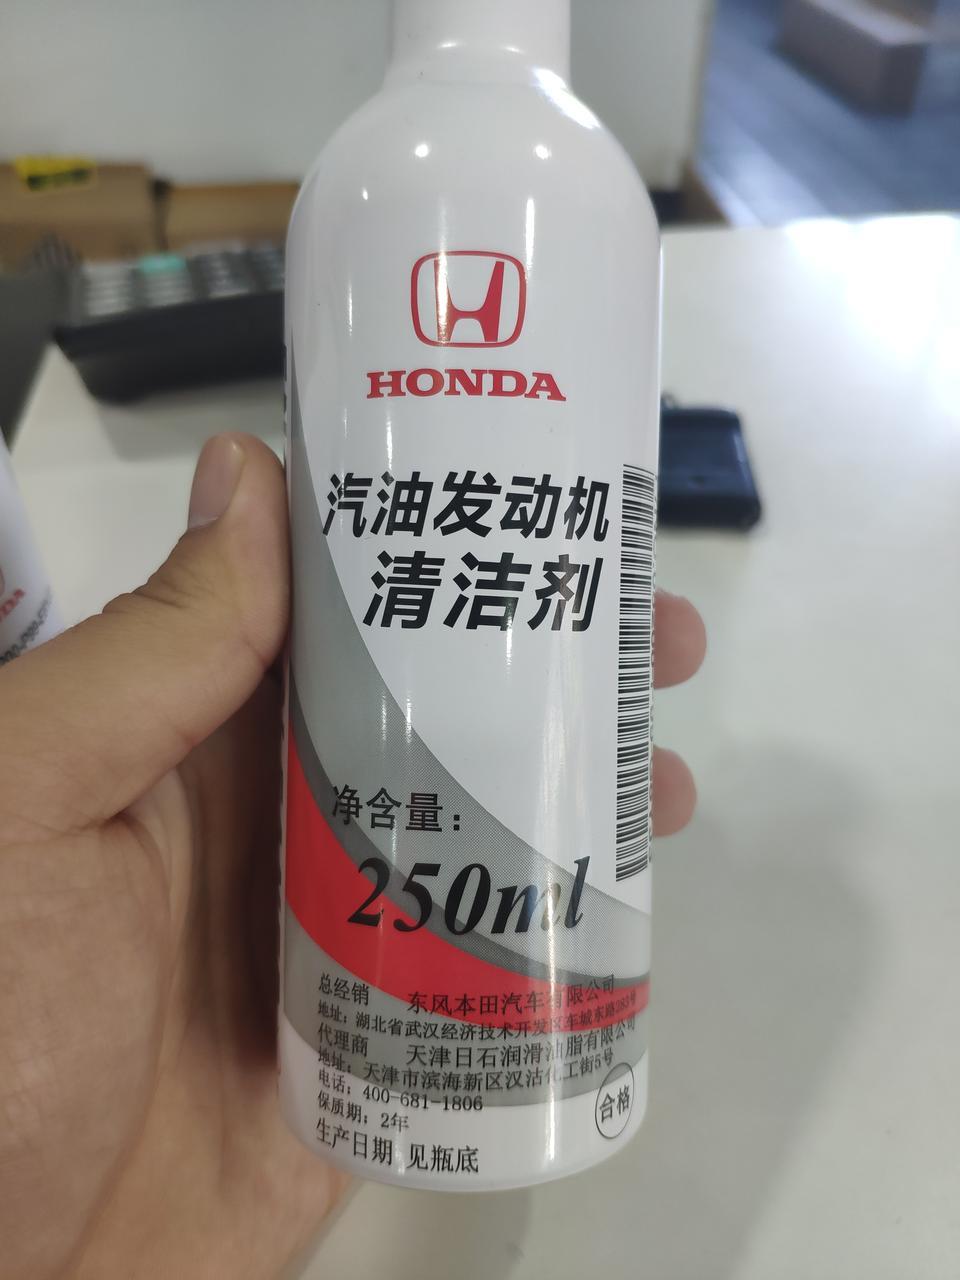 HONDA
汽油发动机
清洁剂
净含量：
250ml
总经销 东风本田汽车有限公司
地址：湖北省武汉经济技术开发区车城东路283号
代理商 天津日石润滑油脂有限公司
地址：天津市滨海新区汉沽化工街5号
电话：400-681-1806
保质期：2年
生产日期 见瓶底
合格